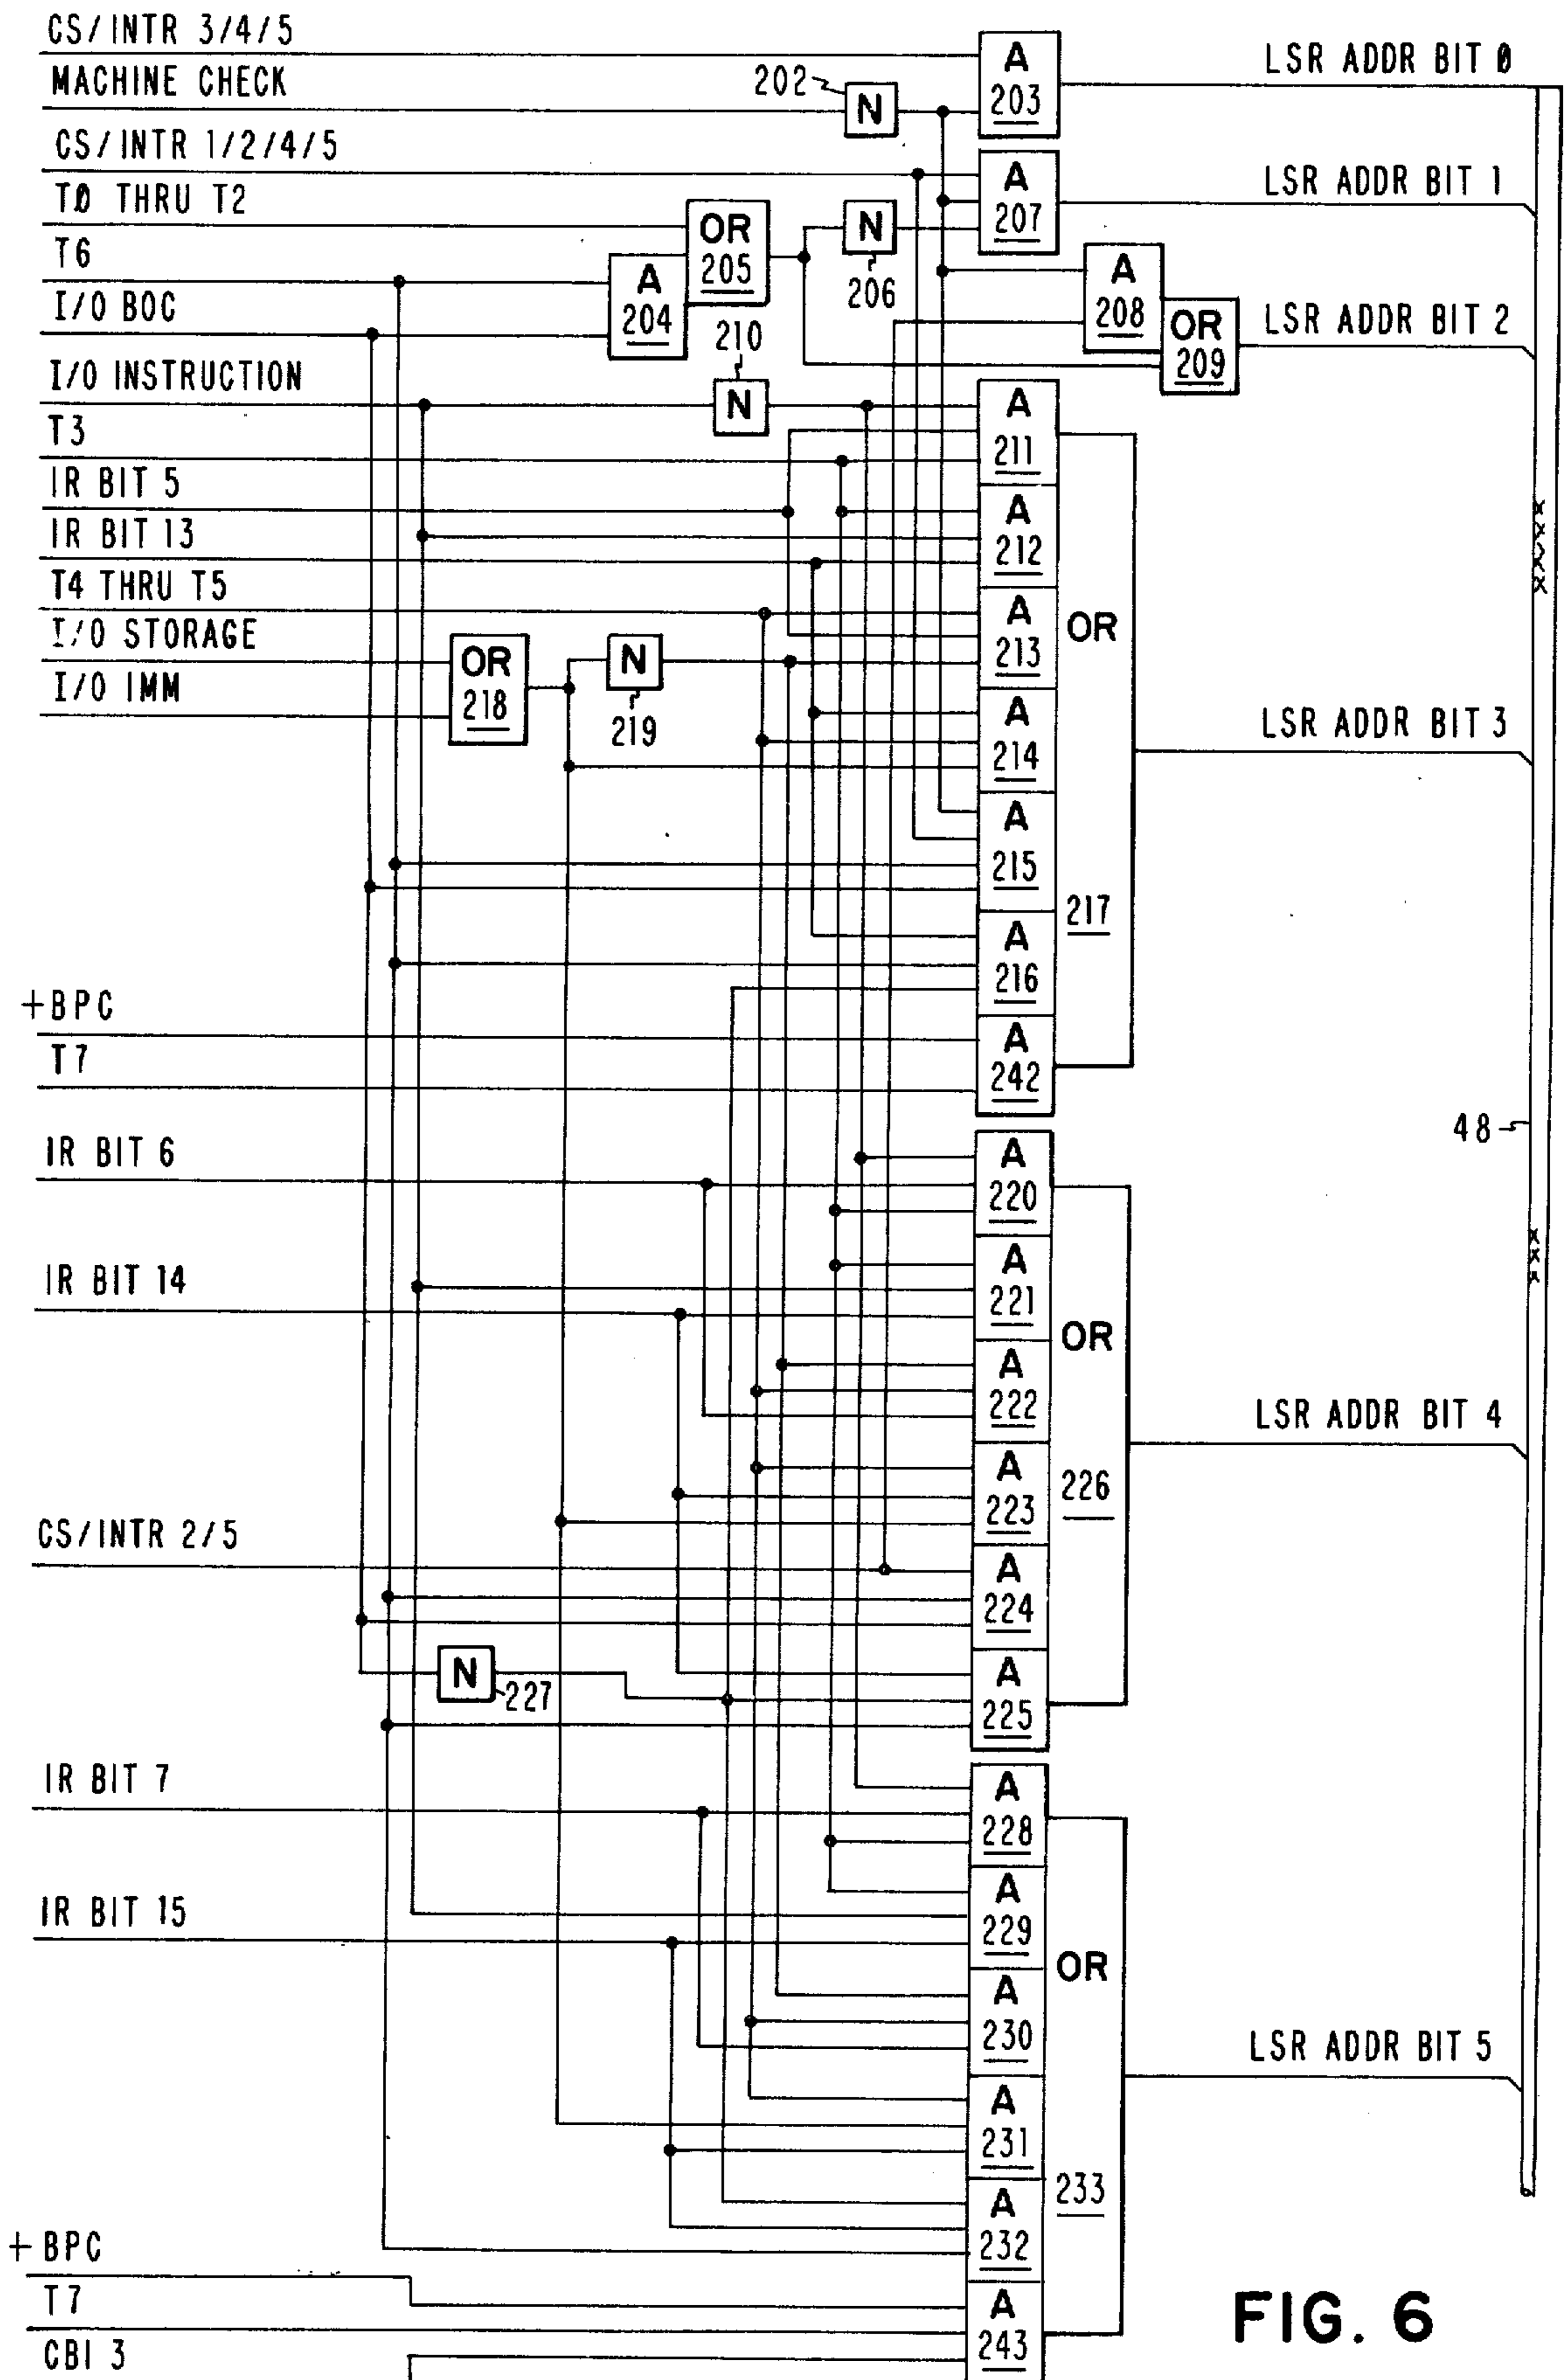 CS/INTR 3/4/5
A
LSR ADDR BIT 0
MACHINE CHECK
202
N
203
CS/INTR 1/2/4/5
A
LSR ADDR BIT 1
T0 THRU T2
OR
N
207
T6
205
206
A
A
I/O BOC
204
208
OR
LSR ADDR BIT 2
210
209
I/O INSTRUCTION
N
A
T3
211
IR BIT 5
A
IR BIT 13
212
T4 THRU T5
A
OR
I/O STORAGE
OR
N
213
I/O IMM
218
219
A
LSR ADDR BIT 3
214
A
215
217
A
216
+BPC
A
T7
242
48
IR BIT 6
A
220
IR BIT 14
A
221
OR
A
222
LSR ADDR BIT 4
A
226
223
CS/INTR 2/5
A
224
N
227
A
225
IR BIT 7
A
228
IR BIT 15
A
229
OR
A
230
LSR ADDR BIT 5
A
231
233
A
232
+BPC
T7
A
243
CBI 3
FIG. 6